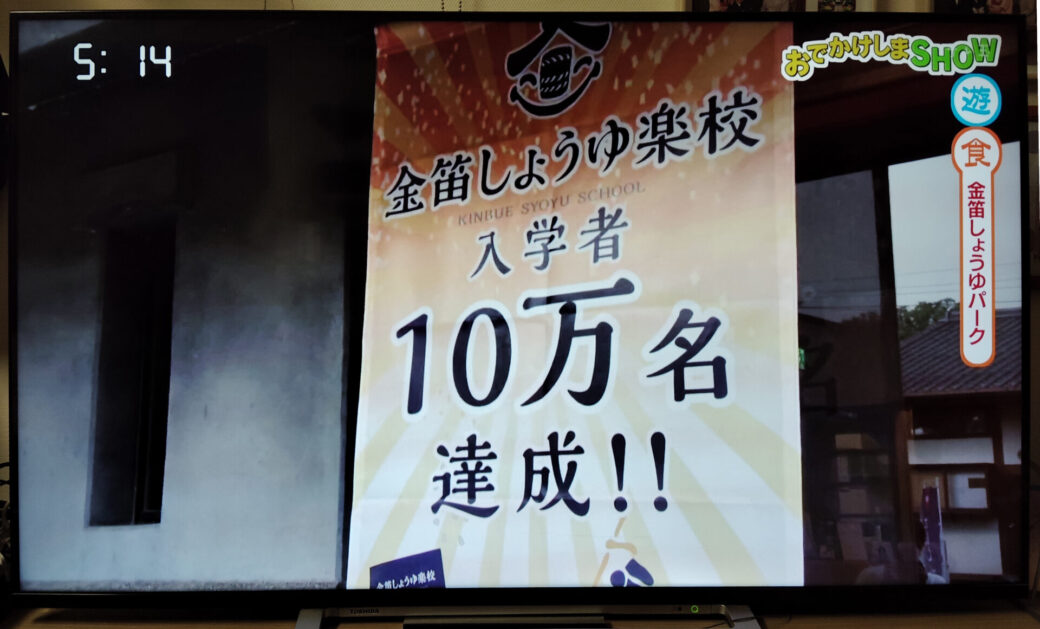 5:14
おでかけしまSHOW
遊
食
金笛しょうゆパーク
金笛しょうゆ楽校
KINBUE SYOYU SCHOOL
入学者
10万名
達成!!
金笛しょうゆ楽校
TOSHIBA